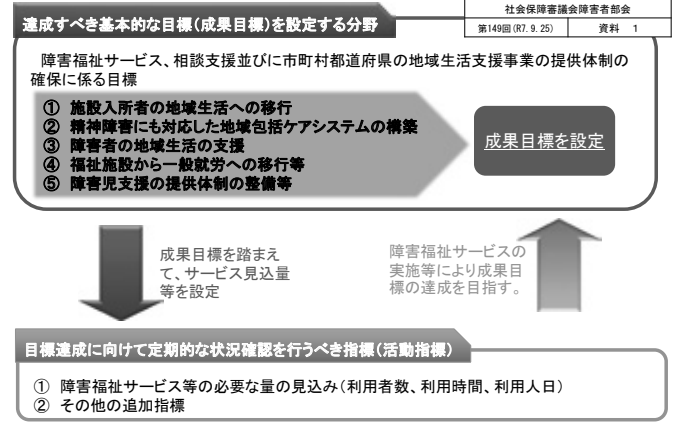 社会保障審議会障害者部会
第149回(R7.9.25) 資料 1
達成すべき基本的な目標(成果目標)を設定する分野
障害福祉サービス、相談支援並びに市町村都道府県の地域生活支援事業の提供体制の
確保に係る目標
① 施設入所者の地域生活への移行
② 精神障害にも対応した地域包括ケアシステムの構築
③ 障害者の地域生活の支援
④ 福祉施設から一般就労への移行等
⑤ 障害児支援の提供体制の整備等
成果目標を設定
成果目標を踏まえ
て、サービス見込量
等を設定
障害福祉サービスの
実施等により成果目
標の達成を目指す。
目標達成に向けて定期的な状況確認を行うべき指標(活動指標)
① 障害福祉サービス等の必要な量の見込み(利用者数、利用時間、利用人日)
② その他の追加指標